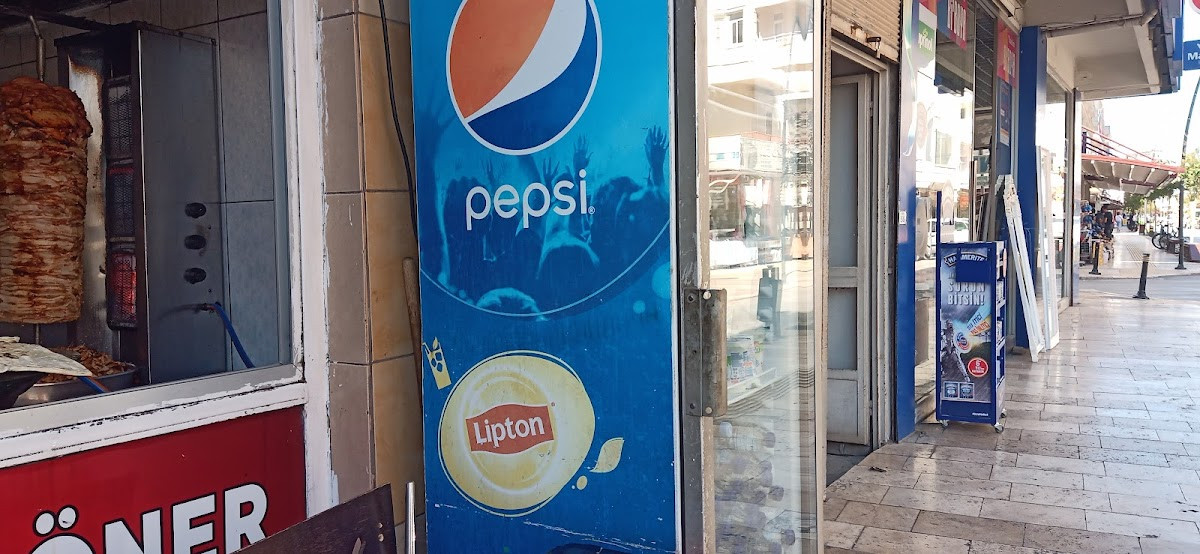 pepsi
Lipton
ÖNER
SORUN
BİTSİN!